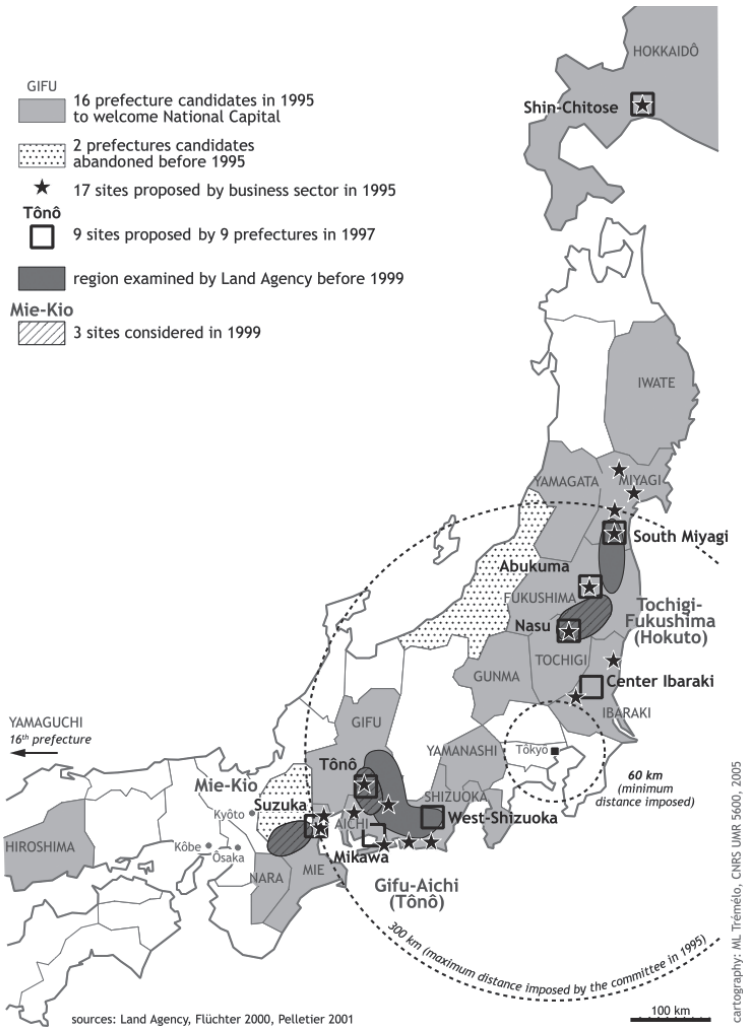 GIFU
16 prefecture candidates in 1995
to welcome National Capital
2 prefectures candidates
abandoned before 1995
17 sites proposed by business sector in 1995
Tônô
9 sites proposed by 9 prefectures in 1997
region examined by Land Agency before 1999
Mie-Kio
3 sites considered in 1999
HOKKAIDÔ
Shin-Chitose
IWATE
YAMAGATA
MIYAGI
South Miyagi
Abukuma
FUKUSHIMA
Nasu
Tochigi-
Fukushima
(Hokuto)
TOCHIGI
GUNMA
Center Ibaraki
IBARAKI
GIFU
YAMANASHI
Tôkyô
60 km
(minimum
distance imposed)
YAMAGUCHI
16th prefecture
Tônô
Mie-Kio
Suzuka
SHIZUOKA
West-Shizuoka
AICHI
Kyôto
HIROSHIMA
Kôbe
Ôsaka
Mikawa
NARA
MIE
Gifu-Aichi
(Tônô)
300 km (maximum distance imposed by the committee in 1995)
100 km
sources: Land Agency, Flüchter 2000, Pelletier 2001
cartography: ML Trémélo, CNRS UMR 5600, 2005